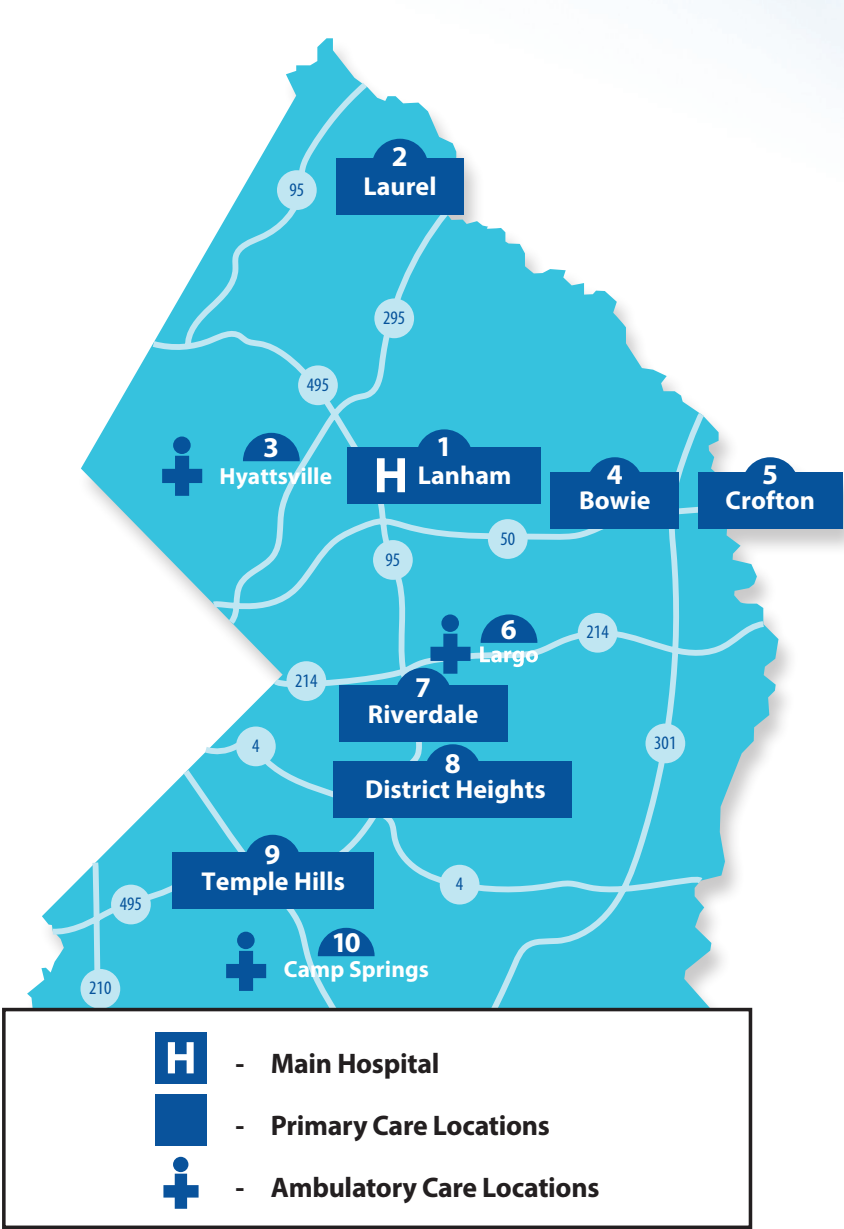 2
Laurel
95
295
495
3
Hyattsville
1
H Lanham
4
Bowie
5
Crofton
50
95
6
Largo
214
214
7
Riverdale
4
301
8
District Heights
9
Temple Hills
4
495
10
Camp Springs
210
H - Main Hospital
- Primary Care Locations
- Ambulatory Care Locations